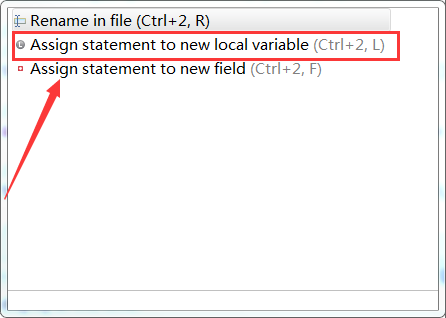 Rename in file (Ctrl+2, R)
Assign statement to new local variable (Ctrl+2, L)
Assign statement to new field (Ctrl+2, F)